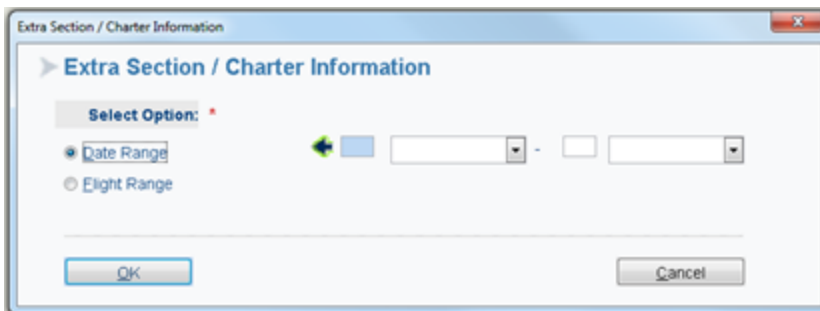 Extra Section / Charter Information
Extra Section / Charter Information
Select Option: *
Date Range -
Flight Range
OK Cancel